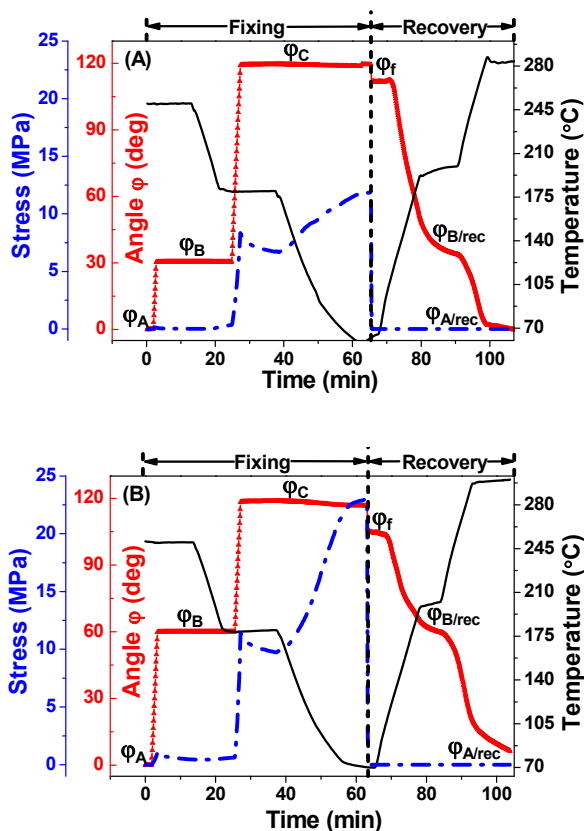 Fixing Recovery
25 (A) φC φf 280
20 120 245
15 90 210
10 60 175
5 φB 30 φB/rec 140
0 φA 0 φA/rec 105
70
Stress (MPa)
Angle φ (deg)
Temperature (°C)
0 20 40 60 80 100
Time (min)
Fixing Recovery
25 (B) φC φf 280
20 120 245
15 90 210
10 60 φB φB/rec 175
5 30 140
0 φA 0 φA/rec 105
70
Stress (MPa)
Angle φ (deg)
Temperature (°C)
0 20 40 60 80 100
Time (min)